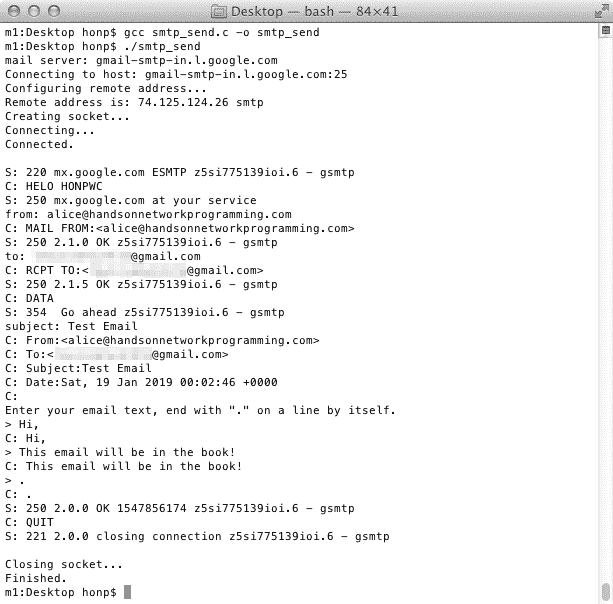 Desktop — bash — 84×41
m1:Desktop honp$ gcc smtp_send.c -o smtp_send
m1:Desktop honp$ ./smtp_send
mail server: gmail-smtp-in.l.google.com
Connecting to host: gmail-smtp-in.l.google.com:25
Configuring remote address...
Remote address is: 74.125.124.26 smtp
Creating socket...
Connecting...
Connected.
S: 220 mx.google.com ESMTP z5si775139ioi.6 - gsmtp
C: HELO HONPWC
S: 250 mx.google.com at your service
from: alice@handsonnetworkprogramming.com
C: MAIL FROM:<alice@handsonnetworkprogramming.com>
S: 250 2.1.0 OK z5si775139ioi.6 - gsmtp
to: @gmail.com
C: RCPT TO:< @gmail.com>
S: 250 2.1.5 OK z5si775139ioi.6 - gsmtp
C: DATA
S: 354  Go ahead z5si775139ioi.6 - gsmtp
subject: Test Email
C: From:<alice@handsonnetworkprogramming.com>
C: To:< @gmail.com>
C: Subject:Test Email
C: Date:Sat, 19 Jan 2019 00:02:46 +0000
C:
Enter your email text, end with "." on a line by itself.
> Hi,
C: Hi,
> This email will be in the book!
C: This email will be in the book!
> .
C: .
S: 250 2.0.0 OK 1547856174 z5si775139ioi.6 - gsmtp
C: QUIT
S: 221 2.0.0 closing connection z5si775139ioi.6 - gsmtp
Closing socket...
Finished.
m1:Desktop honp$